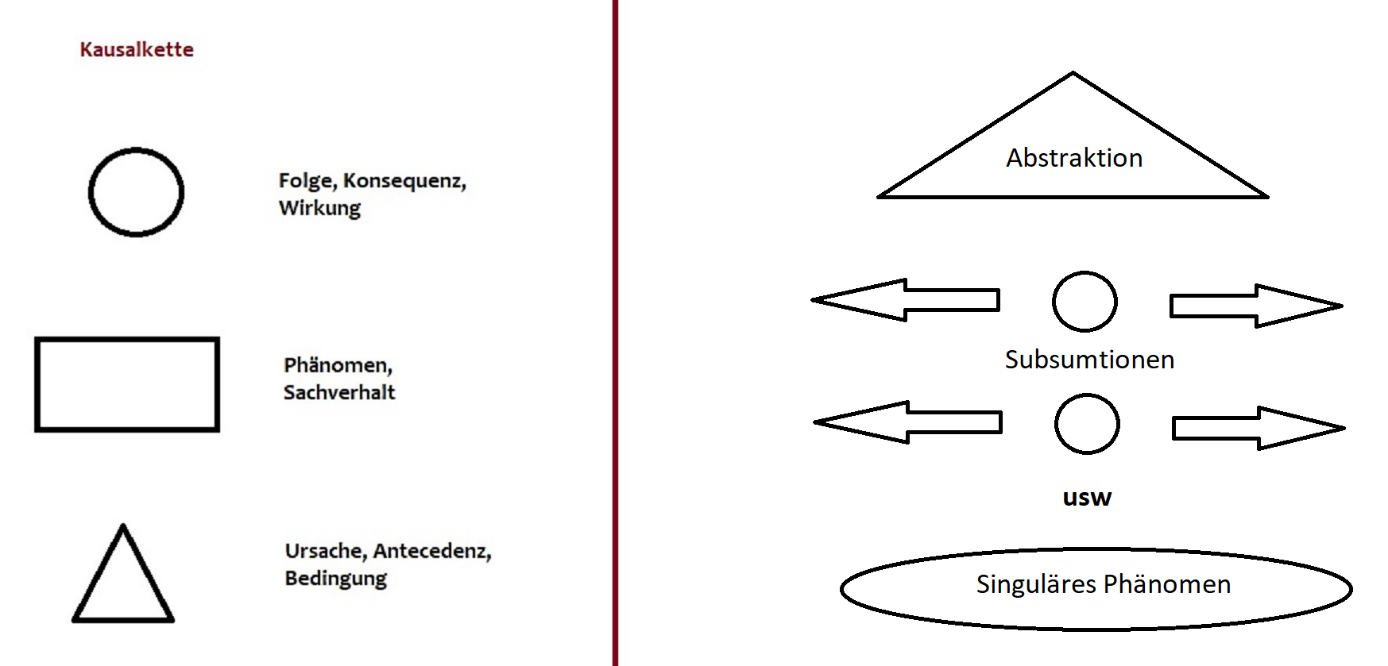 Kausalkette
Folge, Konsequenz,
Wirkung
Phänomen,
Sachverhalt
Ursache, Antecedenz,
Bedingung
Abstraktion
Subsumtionen
usw
Singuläres Phänomen